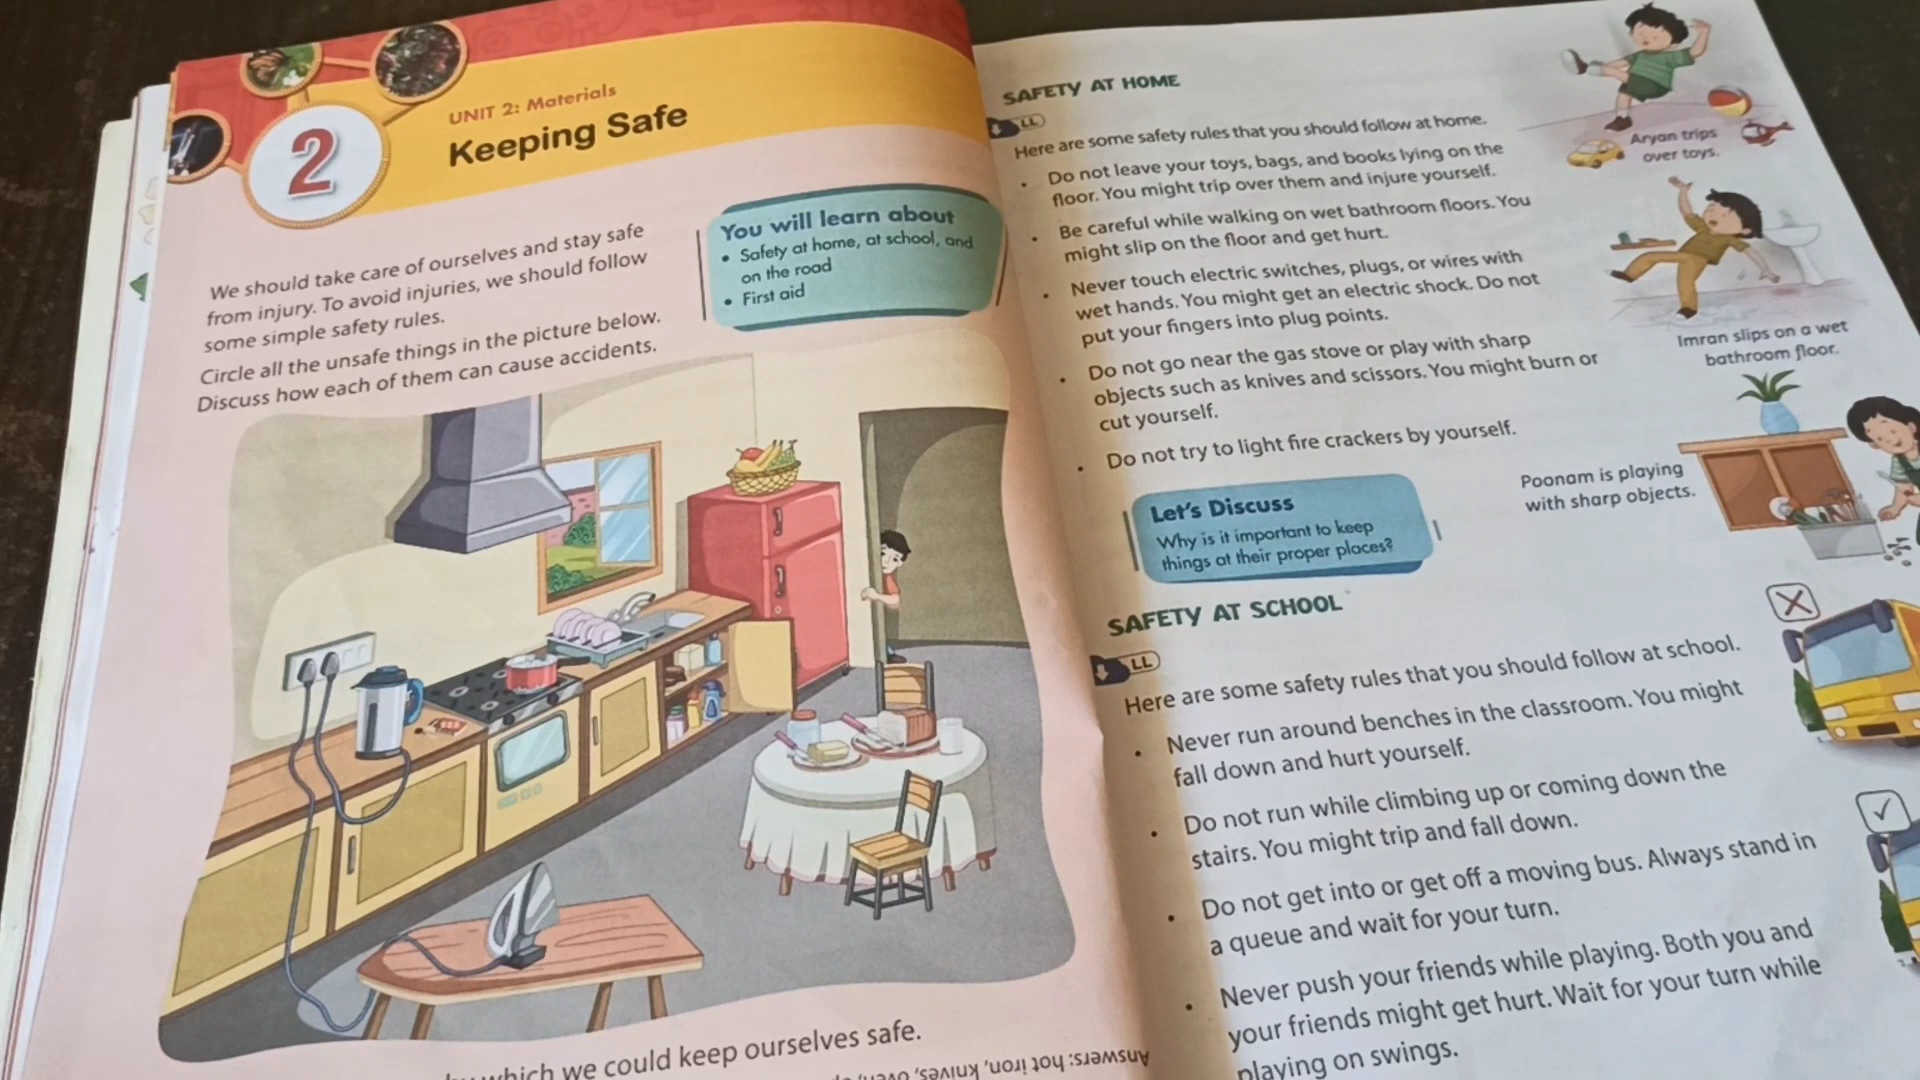 UNIT 2: Materials
2
Keeping Safe
We should take care of ourselves and stay safe
from injury. To avoid injuries, we should follow
some simple safety rules.
Circle all the unsafe things in the picture below.
Discuss how each of them can cause accidents.
You will learn about
• Safety at home, at school, and
on the road
• First aid
which we could keep ourselves safe.
Answers: hot iron, knives, oven,
SAFETY AT HOME
LL
Here are some safety rules that you should follow at home.
• Do not leave your toys, bags, and books lying on the
floor. You might trip over them and injure yourself.
• Be careful while walking on wet bathroom floors. You
might slip on the floor and get hurt.
• Never touch electric switches, plugs, or wires with
wet hands. You might get an electric shock. Do not
put your fingers into plug points.
• Do not go near the gas stove or play with sharp
objects such as knives and scissors. You might burn or
cut yourself.
• Do not try to light fire crackers by yourself.
Aryan trips
over toys.
Imran slips on a wet
bathroom floor.
Poonam is playing
with sharp objects.
Let's Discuss
Why is it important to keep
things at their proper places?
SAFETY AT SCHOOL
LL
Here are some safety rules that you should follow at school.
• Never run around benches in the classroom. You might
fall down and hurt yourself.
• Do not run while climbing up or coming down the
stairs. You might trip and fall down.
• Do not get into or get off a moving bus. Always stand in
a queue and wait for your turn.
• Never push your friends while playing. Both you and
your friends might get hurt. Wait for your turn while
playing on swings.